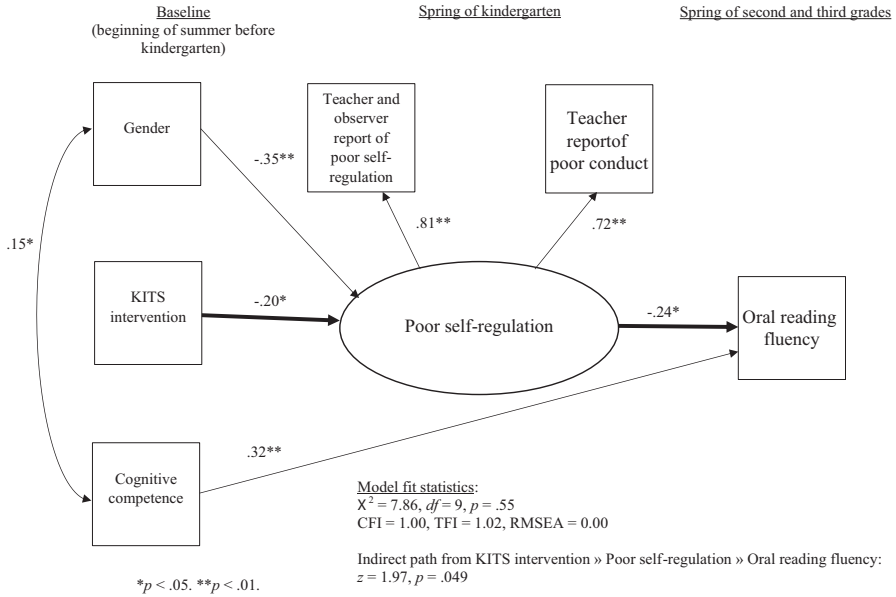 Baseline
(beginning of summer before
kindergarten)
Spring of kindergarten
Spring of second and third grades
Gender
Teacher and
observer
report of
poor self-
regulation
Teacher
reportof
poor conduct
-.35**
.81**
.72**
.15*
KITS
intervention
-.20*
Poor self-regulation
-.24*
Oral reading
fluency
.32**
Cognitive
competence
Model fit statistics:
X² = 7.86, df = 9, p = .55
CFI = 1.00, TFI = 1.02, RMSEA = 0.00
Indirect path from KITS intervention » Poor self-regulation » Oral reading fluency:
z = 1.97, p = .049
*p < .05. **p < .01.